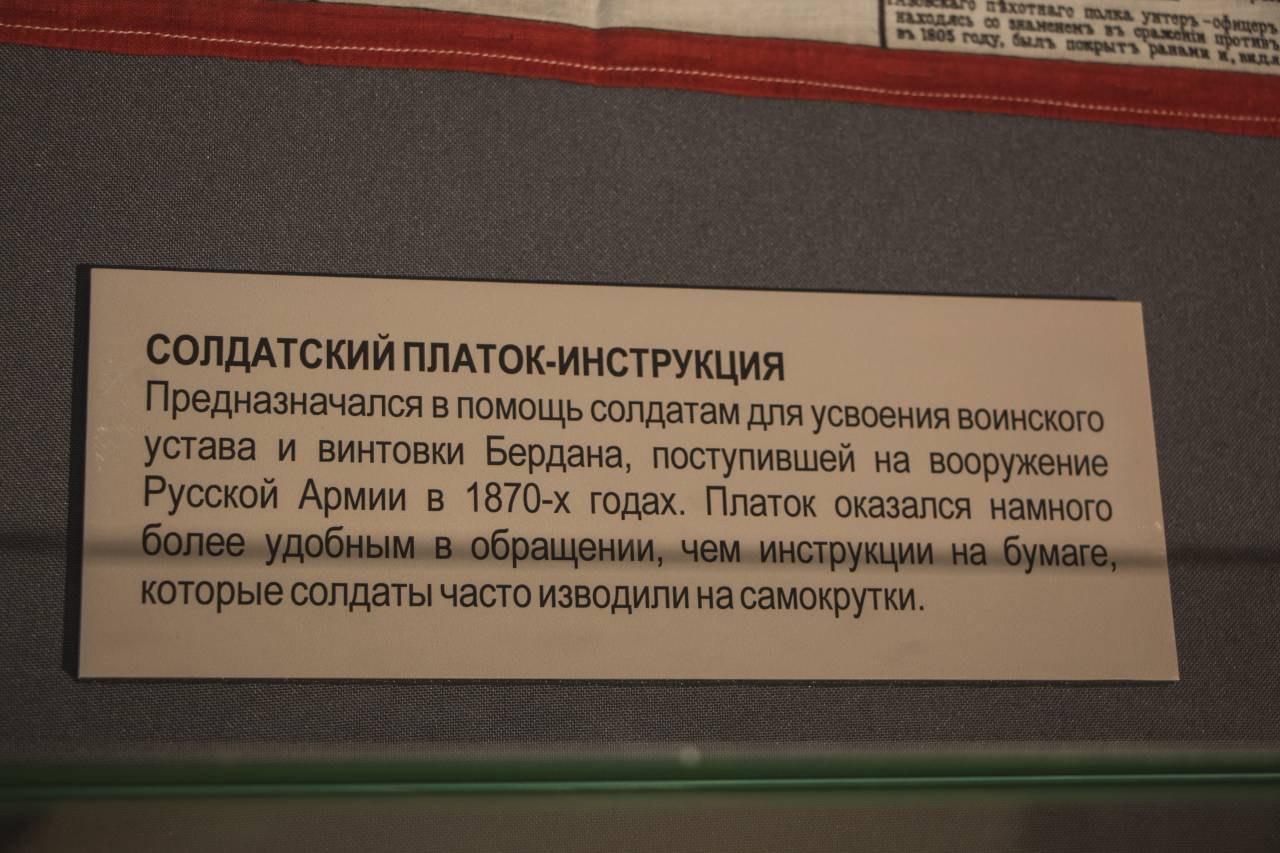 Азовскаго пѣхотнаго полка унтеръ-офицеръ
находясь со знаменемъ въ сраженіи противъ
въ 1805 году, былъ покрытъ ранами и, видя
СОЛДАТСКИЙ ПЛАТОК-ИНСТРУКЦИЯ
Предназначался в помощь солдатам для усвоения воинского
устава и винтовки Бердана, поступившей на вооружение
Русской Армии в 1870-х годах. Платок оказался намного
более удобным в обращении, чем инструкции на бумаге,
которые солдаты часто изводили на самокрутки.